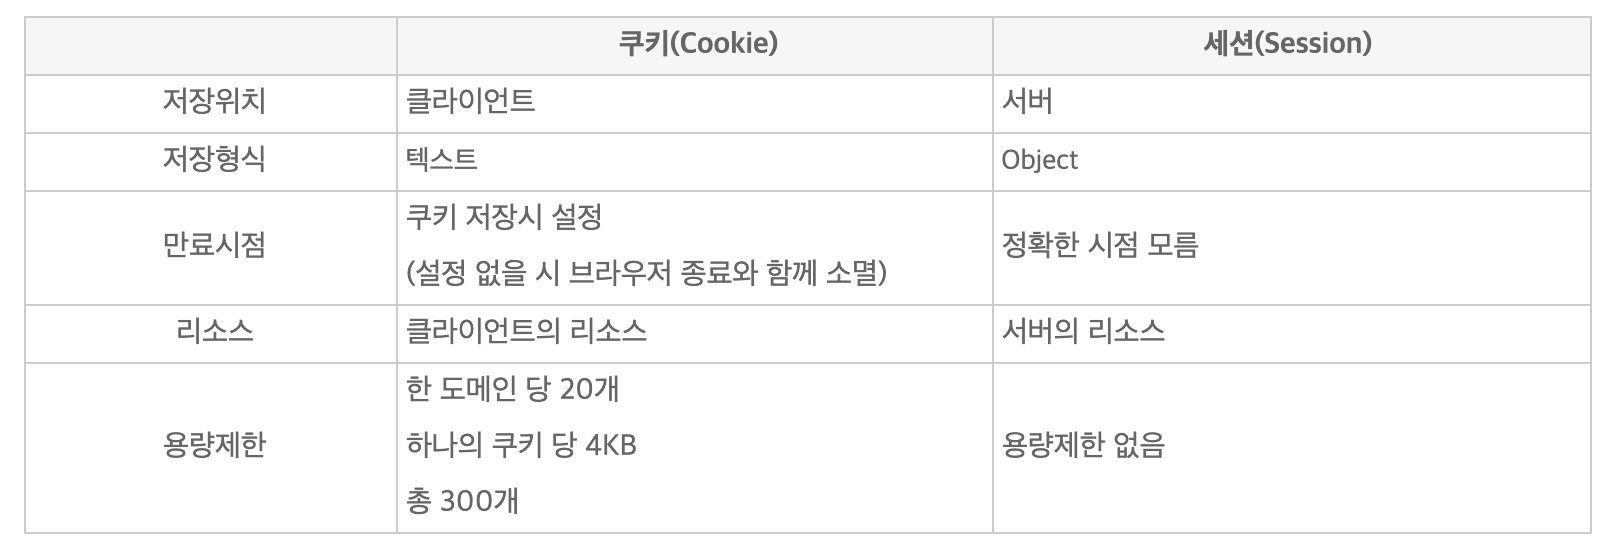 쿠키(Cookie) 세션(Session)
저장위치 클라이언트 서버
저장형식 텍스트 Object
만료시점 쿠키 저장시 설정
(설정 없을 시 브라우저 종료와 함께 소멸) 정확한 시점 모름
리소스 클라이언트의 리소스 서버의 리소스
용량제한 한 도메인 당 20개
하나의 쿠키 당 4KB
총 300개 용량제한 없음